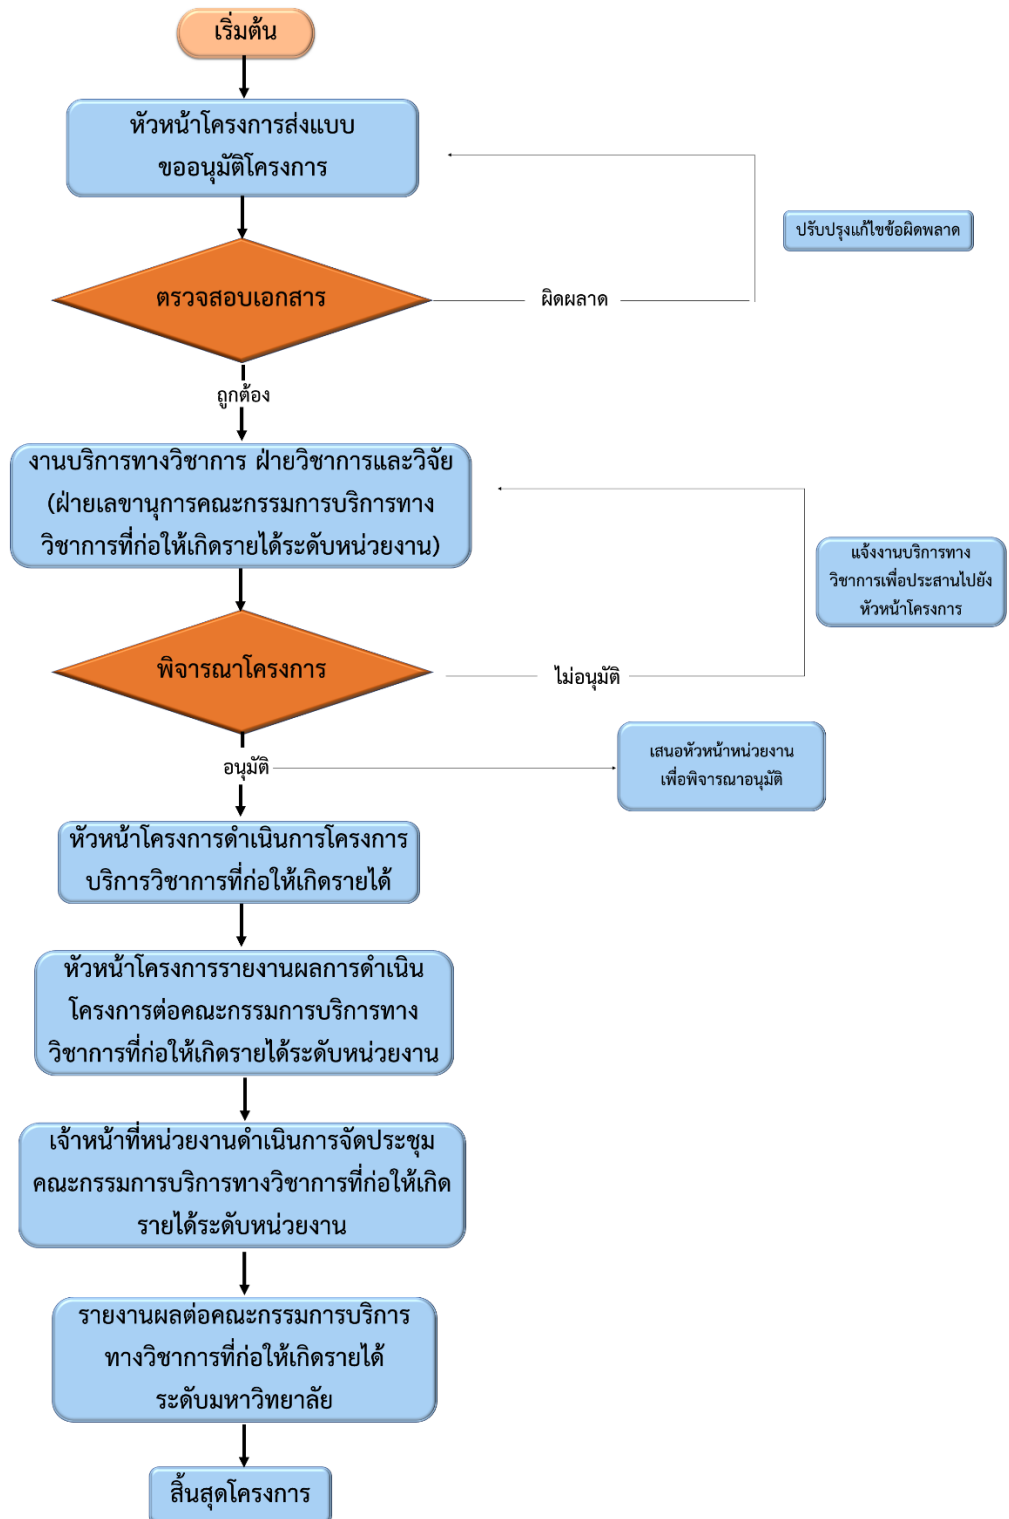 เริ่มต้น
หัวหน้าโครงการส่งแบบ
ขออนุมัติโครงการ
ปรับปรุงแก้ไขข้อผิดพลาด
ตรวจสอบเอกสาร
ผิดผลาด
ถูกต้อง
งานบริการทางวิชาการ ฝ่ายวิชาการและวิจัย
(ฝ่ายเลขานุการคณะกรรมการบริการทาง
วิชาการที่ก่อให้เกิดรายได้ระดับหน่วยงาน)
แจ้งงานบริการทาง
วิชาการเพื่อประสานไปยัง
หัวหน้าโครงการ
พิจารณาโครงการ
ไม่อนุมัติ
อนุมัติ
เสนอหัวหน้าหน่วยงาน
เพื่อพิจารณาอนุมัติ
หัวหน้าโครงการดำเนินการโครงการ
บริการวิชาการที่ก่อให้เกิดรายได้
หัวหน้าโครงการรายงานผลการดำเนิน
โครงการต่อคณะกรรมการบริการทาง
วิชาการที่ก่อให้เกิดรายได้ระดับหน่วยงาน
เจ้าหน้าที่หน่วยงานดำเนินการจัดประชุม
คณะกรรมการบริการทางวิชาการที่ก่อให้เกิด
รายได้ระดับหน่วยงาน
รายงานผลต่อคณะกรรมการบริการ
ทางวิชาการที่ก่อให้เกิดรายได้
ระดับมหาวิทยาลัย
สิ้นสุดโครงการ